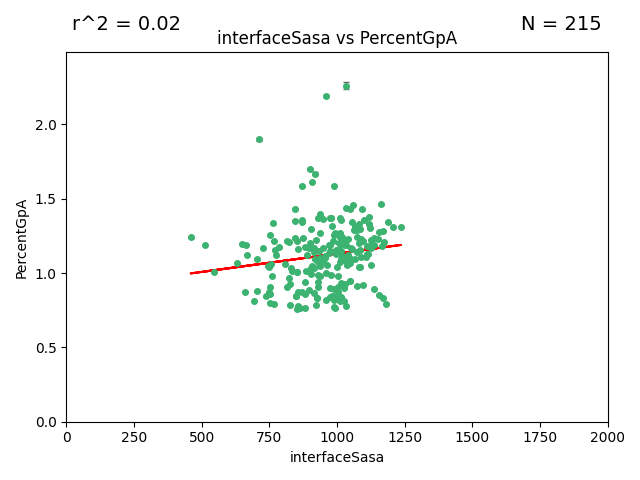 r^2 = 0.02
N = 215
interfaceSasa vs PercentGpA
PercentGpA
2.0
1.5
1.0
0.5
0.0
0
250
500
750
1000
1250
1500
1750
2000
interfaceSasa